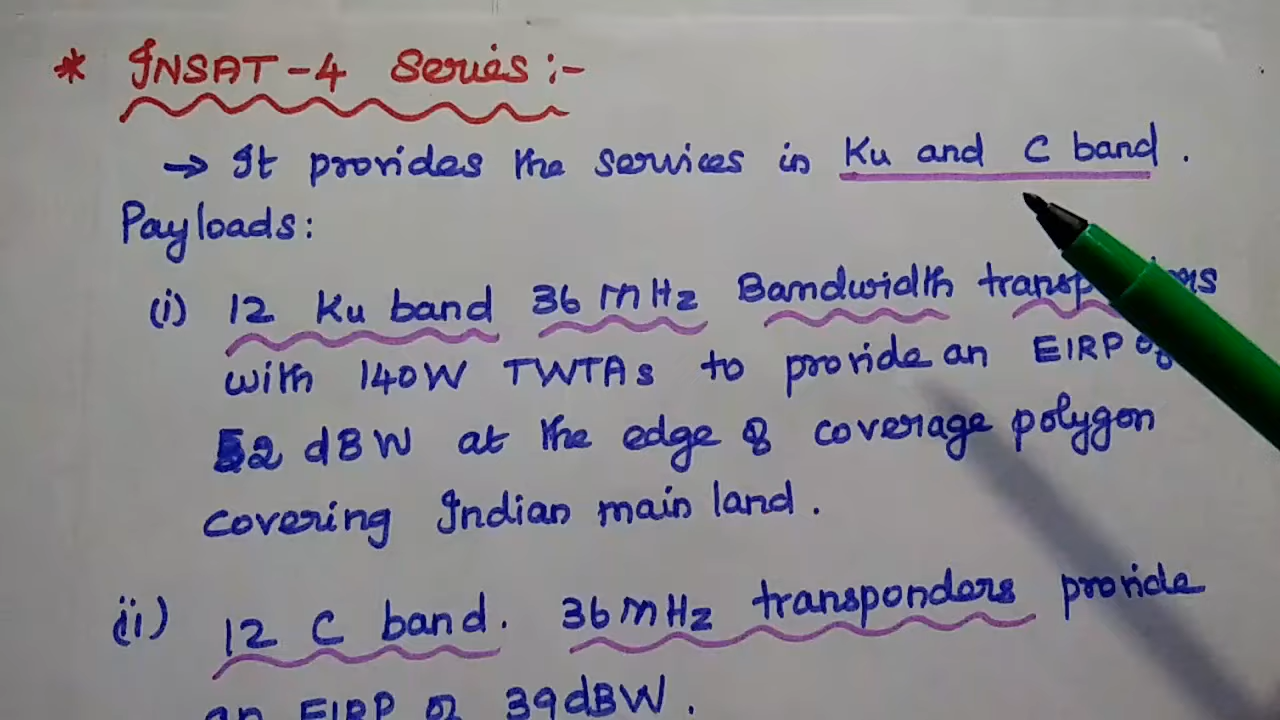 * INSAT-4 Series :-
→ It provides the services in Ku and C band .
Payloads :
(i) 12 Ku band 36 MHz Bandwidth
with 140W TWTAs to provide an EIRP of
52 dBW at the edge of coverage polygon
covering Indian main land .
(ii) 12 C band . 36 MHz transponders provide
an EIRP of 39dBW .